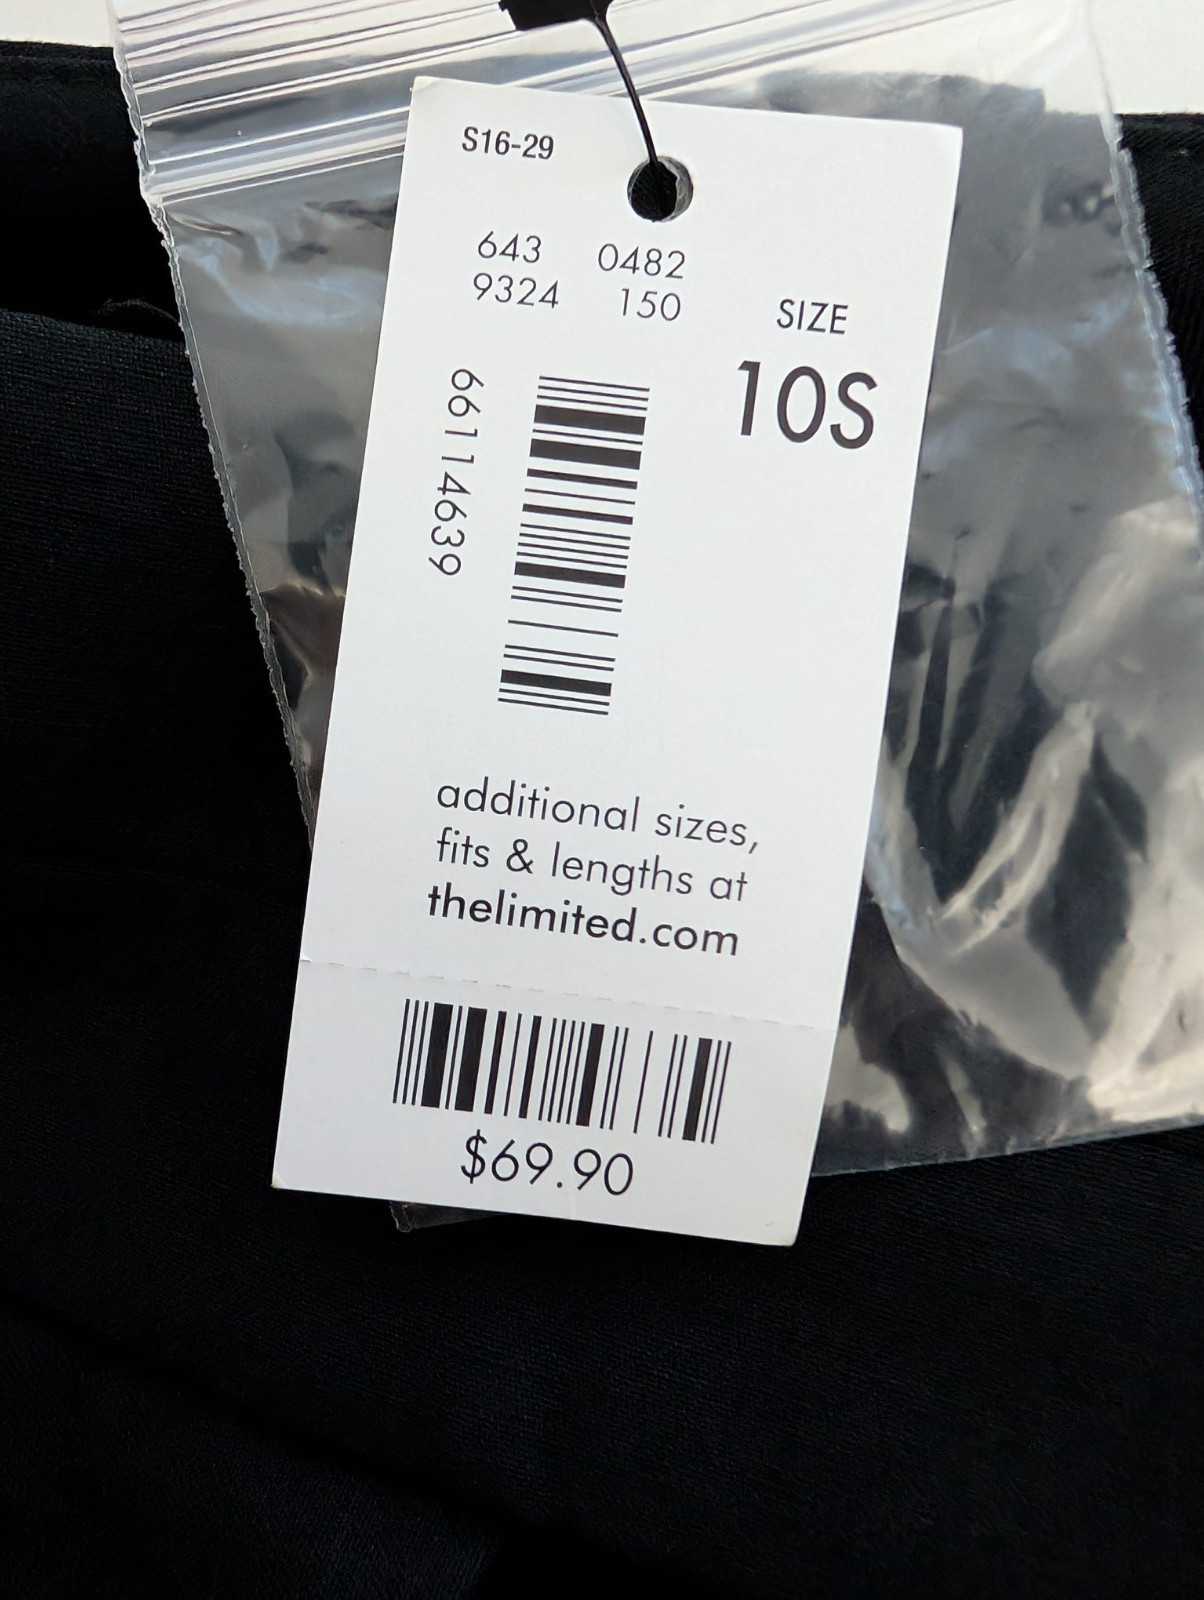 S16-29
643 0482
9324 150
SIZE
10S
66114639
additional sizes,
fits & lengths at
thelimited.com
$69.90